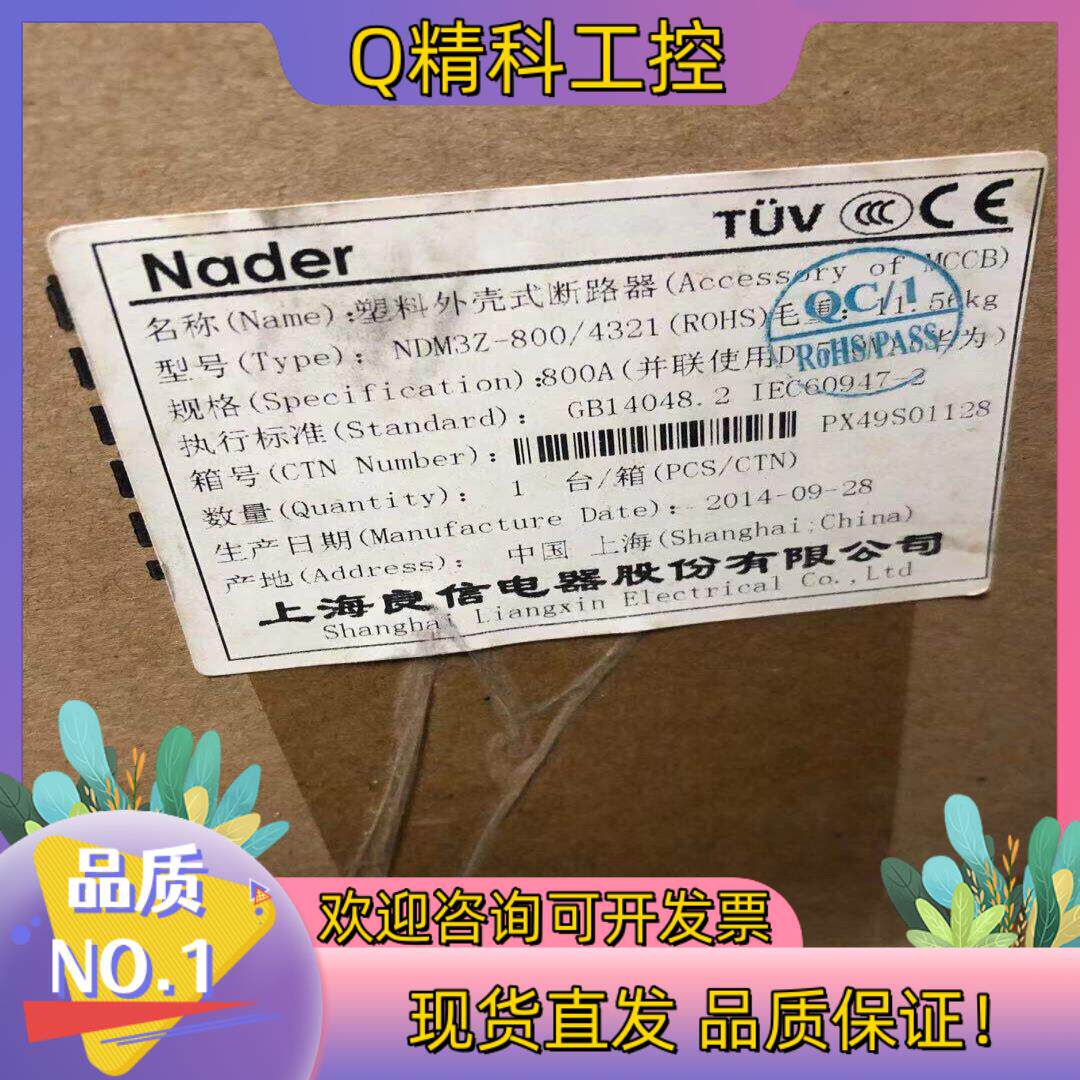 Q精科工控
Nader
TÜV CCC CE
名称(Name):塑料外壳式断路器(Accessory of MCCB)
型号(Type): NDM3Z-800/4321(ROHS)毛重: 11.56kg
QC/1
RoHS/PASS
规格(Specification):800A(并联使用 华为)
执行标准(Standard): GB14048.2 IEC60947-2
箱号(CTN Number): PX49S01128
数量(Quantity): 1 台/箱(PCS/CTN)
生产日期(Manufacture Date): 2014-09-28
产地(Address): 中国 上海(Shanghai,China)
上海良信电器股份有限公司
Shanghai Liangxin Electrical Co.,Ltd
品质
NO.1
欢迎咨询可开发票
现货直发 品质保证!